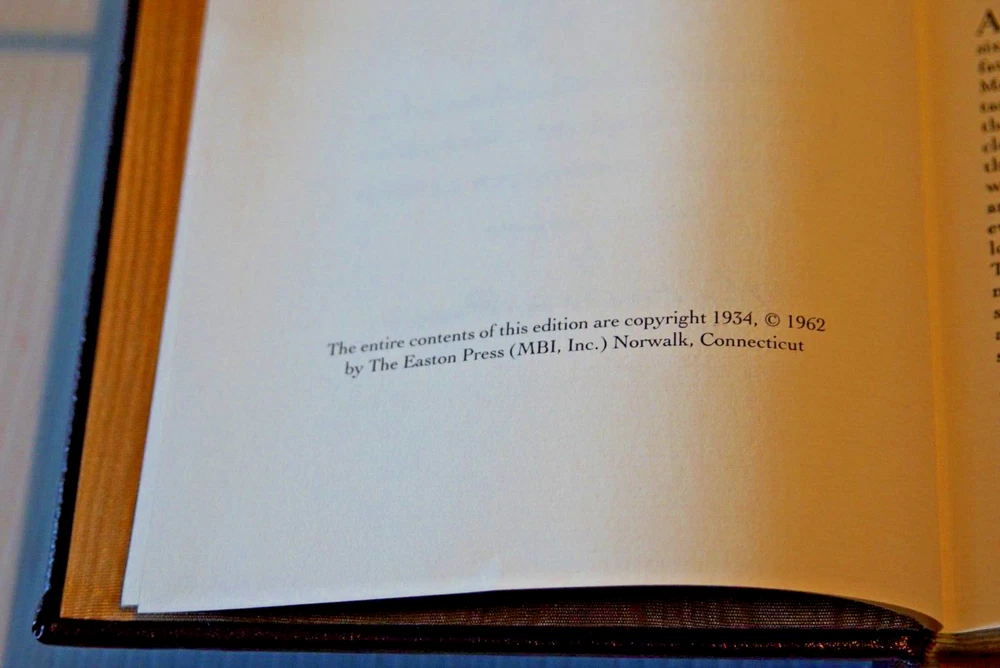 The entire contents of this edition are copyright 1934, © 1962
by The Easton Press (MBI, Inc.) Norwalk, Connecticut
A